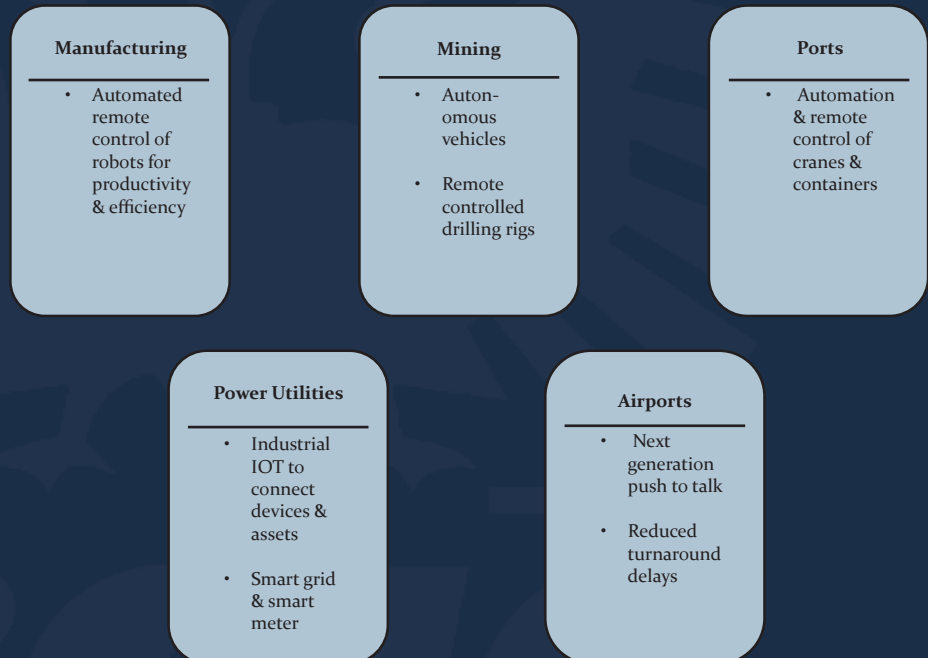 Manufacturing
• Automated
remote
control of
robots for
productivity
& efficiency
Mining
• Auton-
omous
vehicles
• Remote
controlled
drilling rigs
Ports
• Automation
& remote
control of
cranes &
containers
Power Utilities
• Industrial
IOT to
connect
devices &
assets
• Smart grid
& smart
meter
Airports
• Next
generation
push to talk
• Reduced
turnaround
delays